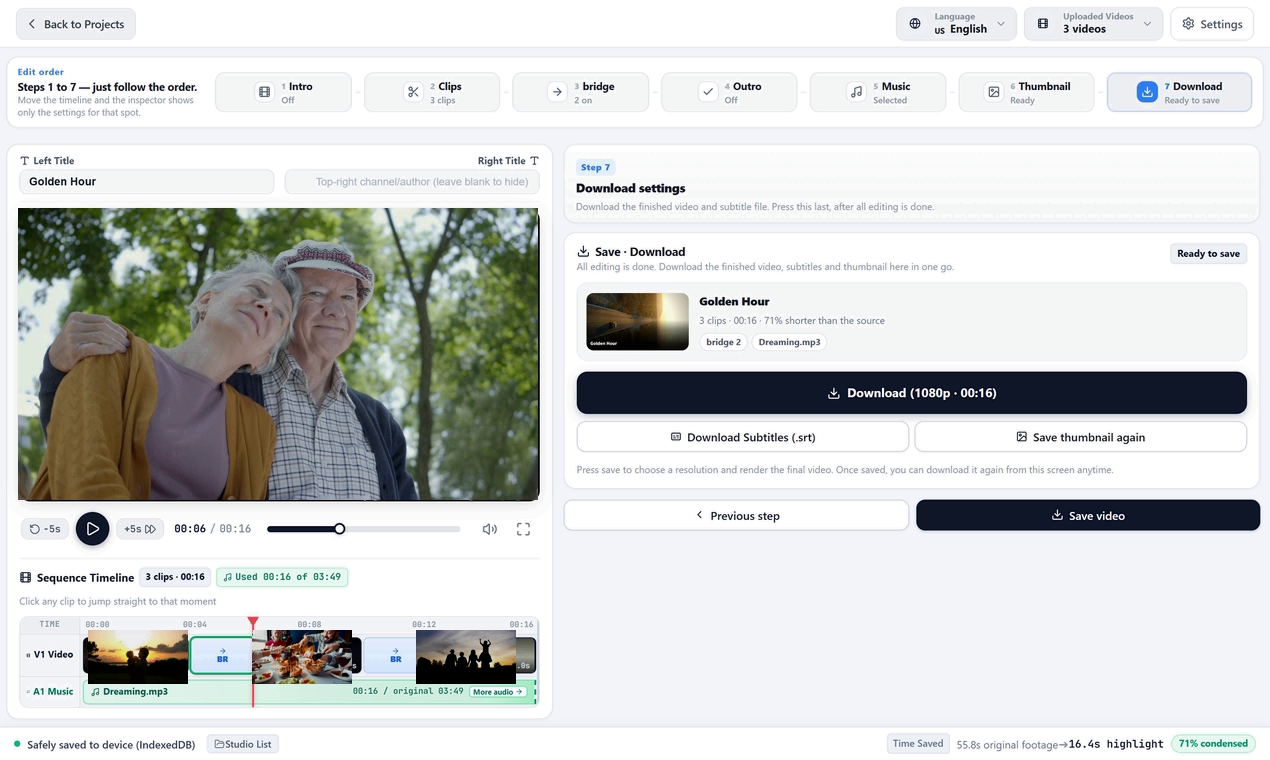 Back to Projects
Language
US English
Uploaded Videos
3 videos
Settings
Edit order
Steps 1 to 7 — just follow the order.
Move the timeline and the inspector shows
only the settings for that spot.
1 Intro
Off
2 Clips
3 clips
3 bridge
2 on
4 Outro
Off
5 Music
Selected
6 Thumbnail
Ready
7 Download
Ready to save
Left Title
Right Title
Golden Hour
Top-right channel/author (leave blank to hide)
-5s
+5s
00:06 / 00:16
Sequence Timeline
3 clips · 00:16
Used 00:16 of 03:49
Click any clip to jump straight to that moment
TIME
00:00
00:04
00:08
00:12
00:16
V1 Video
→
BR
s
→
BR
.0s
A1 Music
Dreaming.mp3
00:16 / original 03:49
More audio →
Step 7
Download settings
Download the finished video and subtitle file. Press this last, after all editing is done.
Save · Download
Ready to save
All editing is done. Download the finished video, subtitles and thumbnail here in one go.
Golden Hour
Golden Hour
3 clips · 00:16 · 71% shorter than the source
bridge 2
Dreaming.mp3
Download (1080p · 00:16)
Download Subtitles (.srt)
Save thumbnail again
Press save to choose a resolution and render the final video. Once saved, you can download it again from this screen anytime.
Previous step
Save video
Safely saved to device (IndexedDB)
Studio List
Time Saved
55.8s original footage→16.4s highlight
71% condensed